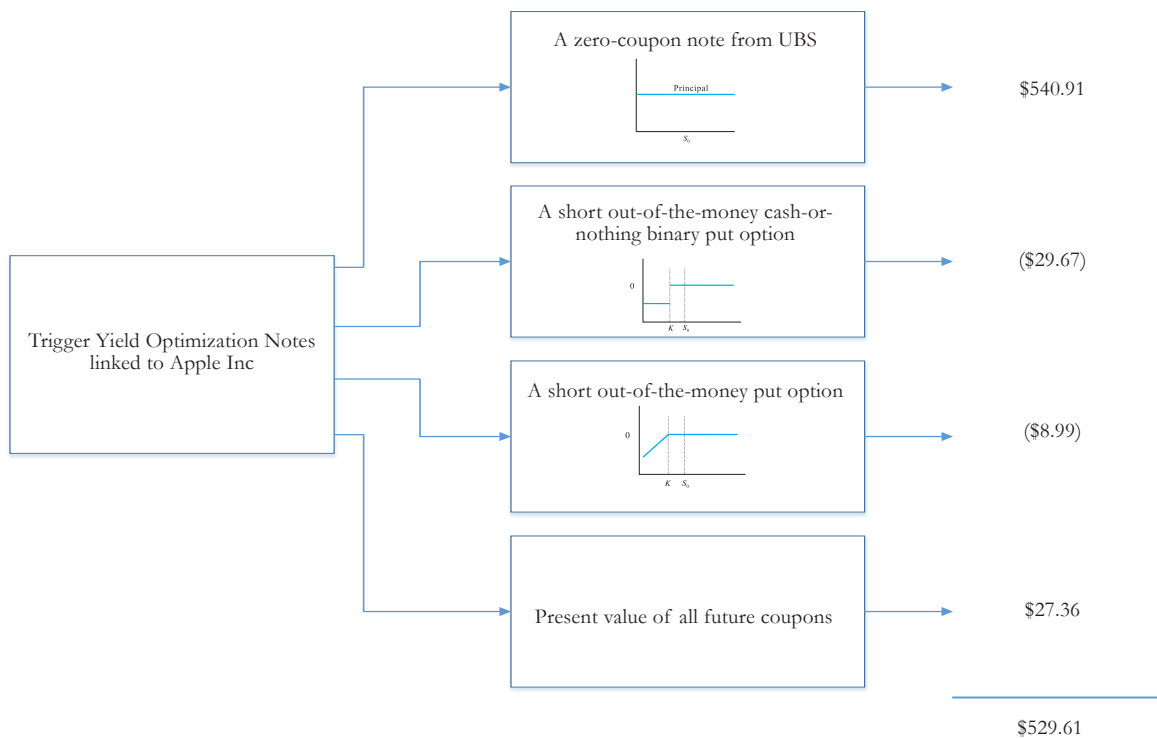 A zero-coupon note from UBS
Principal
S0
$540.91
A short out-of-the-money cash-or-
nothing binary put option
0
K S0
($29.67)
Trigger Yield Optimization Notes
linked to Apple Inc
A short out-of-the-money put option
0
K S0
($8.99)
Present value of all future coupons
$27.36
$529.61